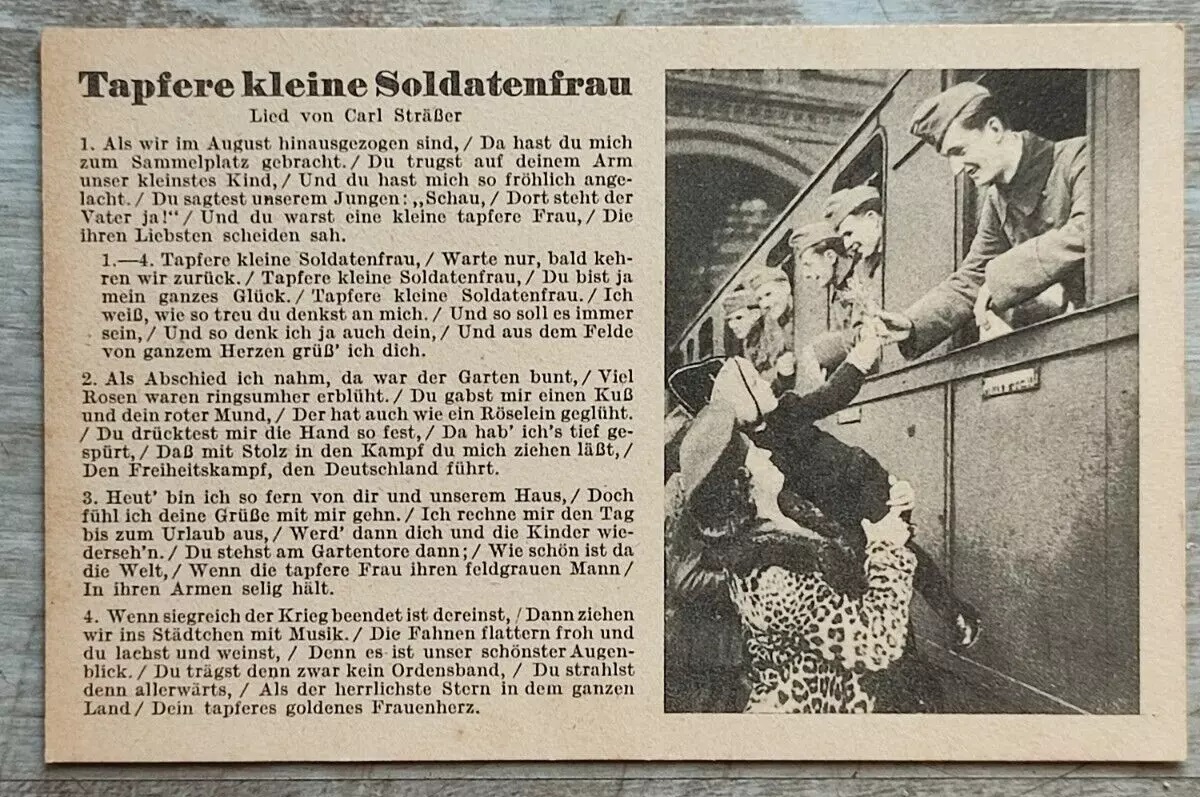 Tapfere kleine Soldatenfrau
Lied von Carl Sträßer
1. Als wir im August hinausgezogen sind, / Da hast du mich
zum Sammelplatz gebracht. / Du trugst auf deinem Arm
unser kleinstes Kind, / Und du hast mich so fröhlich ange-
lacht. / Du sagtest unserem Jungen: „Schau, / Dort steht der
Vater ja!“ / Und du warst eine kleine tapfere Frau, / Die
ihren Liebsten scheiden sah.
1.—4. Tapfere kleine Soldatenfrau, / Warte nur, bald keh-
ren wir zurück. / Tapfere kleine Soldatenfrau, / Du bist ja
mein ganzes Glück. / Tapfere kleine Soldatenfrau. / Ich
weiß, wie so treu du denkst an mich. / Und so soll es immer
sein, / Und so denk ich ja auch dein, / Und aus dem Felde
von ganzem Herzen grüß' ich dich.
2. Als Abschied ich nahm, da war der Garten bunt, / Viel
Rosen waren ringsumher erblüht. / Du gabst mir einen Kuß
und dein roter Mund, / Der hat auch wie ein Röselein geglüht.
/ Du drücktest mir die Hand so fest, / Da hab' ich's tief ge-
spürt, / Daß mit Stolz in den Kampf du mich ziehen läßt, /
Den Freiheitskampf, den Deutschland führt.
3. Heut' bin ich so fern von dir und unserem Haus, / Doch
fühl ich deine Grüße mit mir gehn. / Ich rechne mir den Tag
bis zum Urlaub aus, / Werd' dann dich und die Kinder wie-
derseh'n. / Du stehst am Gartentore dann; / Wie schön ist da
die Welt, / Wenn die tapfere Frau ihren feldgrauen Mann /
In ihren Armen selig hält.
4. Wenn siegreich der Krieg beendet ist dereinst, / Dann ziehen
wir ins Städtchen mit Musik. / Die Fahnen flattern froh und
du lachst und weinst, / Denn es ist unser schönster Augen-
blick. / Du trägst denn zwar kein Ordensband, / Du strahlst
denn allerwärts, / Als der herrlichste Stern in dem ganzen
Land / Dein tapferes goldenes Frauenherz.